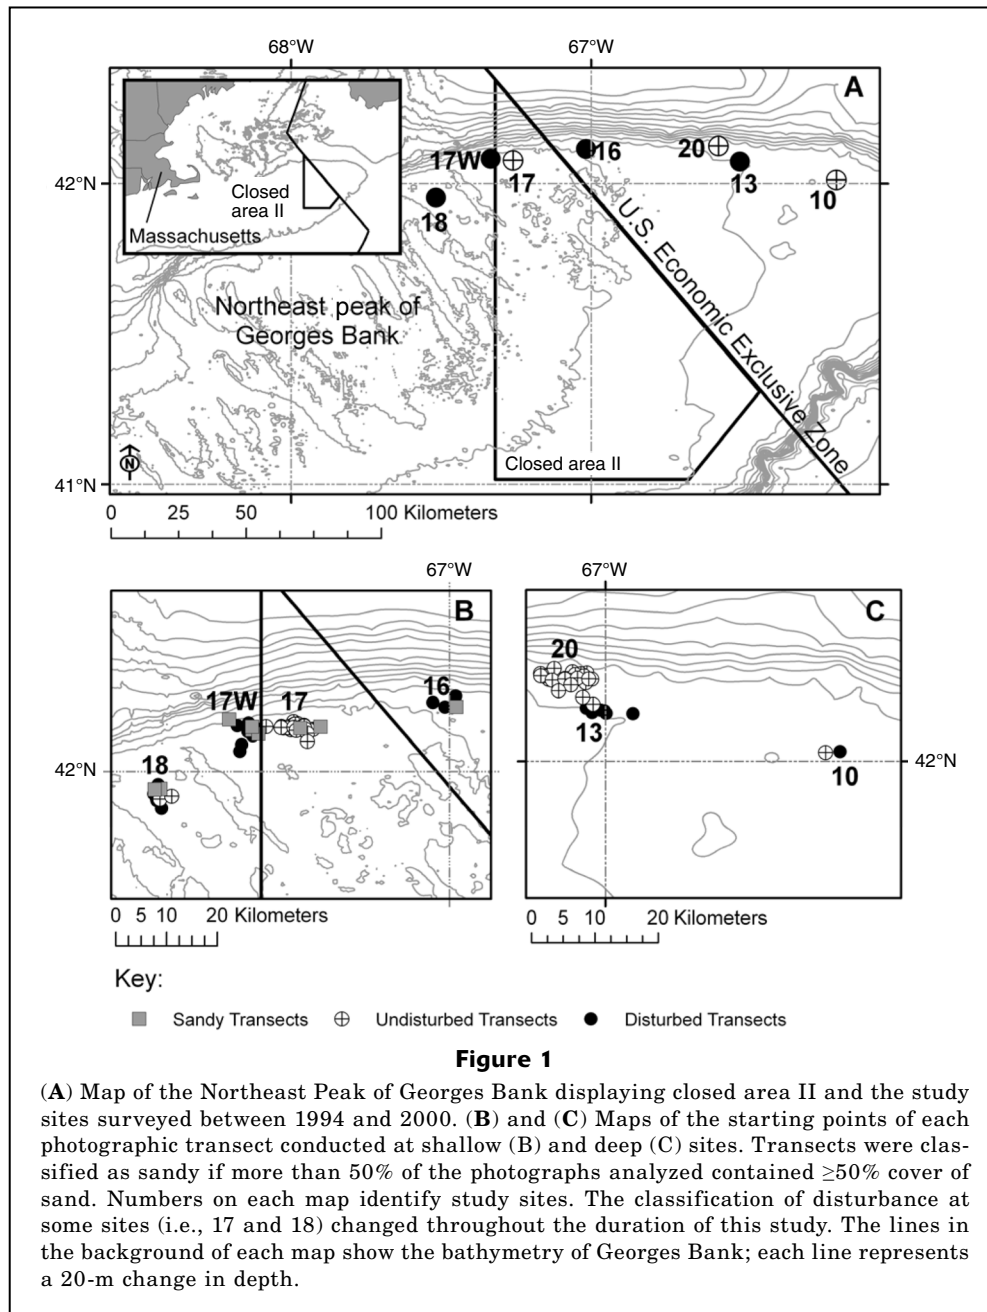 68°W
67°W
A
17W
17
16
20
13
10
18
42°N
Closed
area II
Massachusetts
U.S. Economic Exclusive Zone
Northeast peak of
Georges Bank
N
Closed area II
41°N
0 25 50 100 Kilometers
67°W
B
17W
17
16
18
42°N
0 5 10 20 Kilometers
67°W
C
20
13
10
42°N
0 5 10 20 Kilometers
Key:
Sandy Transects Undisturbed Transects Disturbed Transects
Figure 1
(A) Map of the Northeast Peak of Georges Bank displaying closed area II and the study
sites surveyed between 1994 and 2000. (B) and (C) Maps of the starting points of each
photographic transect conducted at shallow (B) and deep (C) sites. Transects were clas-
sified as sandy if more than 50% of the photographs analyzed contained ≥50% cover of
sand. Numbers on each map identify study sites. The classification of disturbance at
some sites (i.e., 17 and 18) changed throughout the duration of this study. The lines in
the background of each map show the bathymetry of Georges Bank; each line represents
a 20-m change in depth.